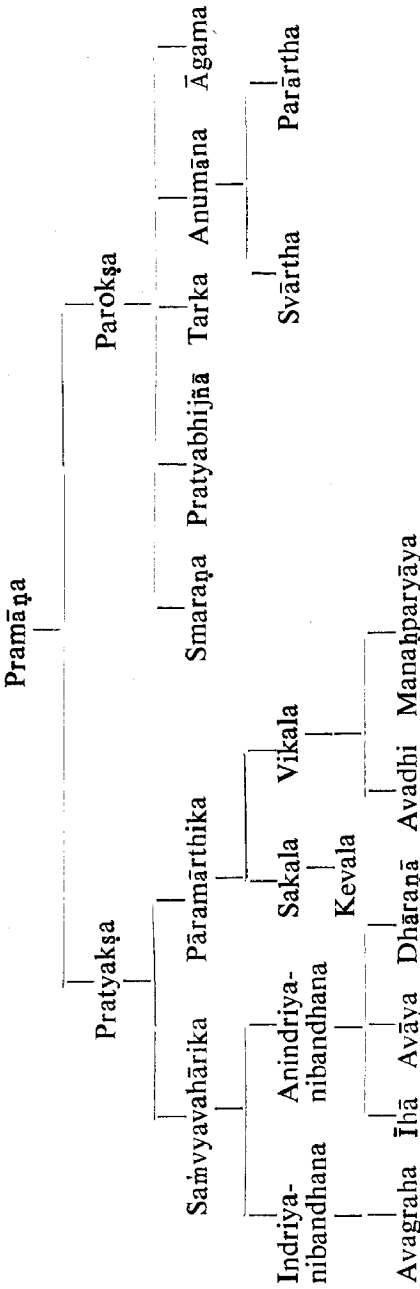 Pramāṇa
Pratyakṣa Parokṣa
Saṁvyavahārika Pāramārthika Smaraṇa Pratyabhijñā Tarka Anumāna Āgama
Indriya- Anindriya- Sakala Vikala Svārtha Parārtha
nibandhana nibandhana
Kevala
Avagraha Īhā Avāya Dhāraṇā Avadhi Manaḥparyāya